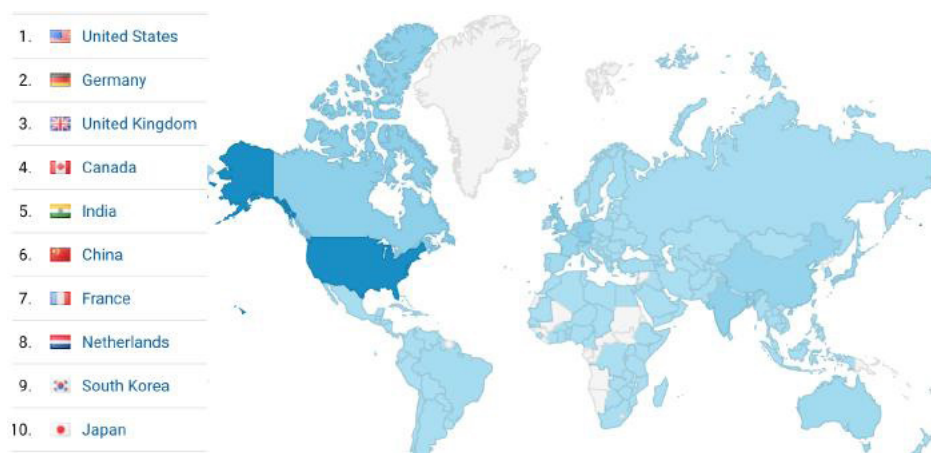 1. United States
2. Germany
3. United Kingdom
4. Canada
5. India
6. China
7. France
8. Netherlands
9. South Korea
10. Japan